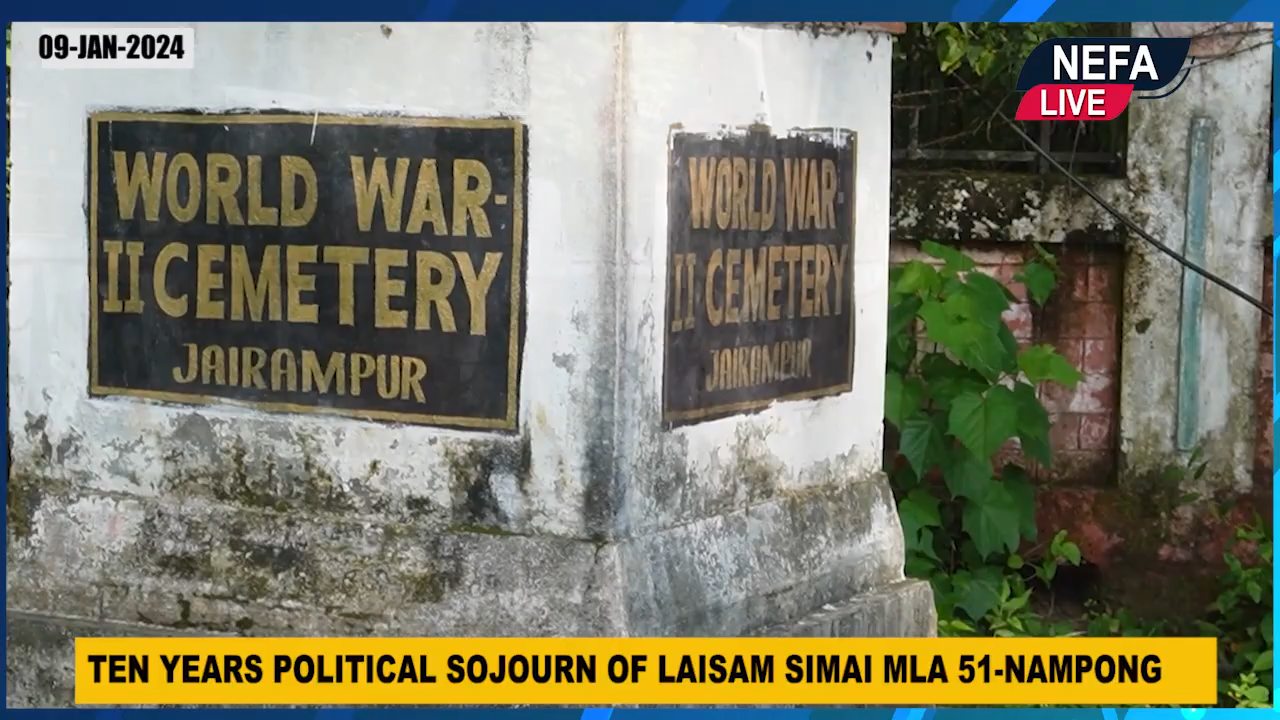 09-JAN-2024
NEFA
LIVE
WORLD WAR-
II CEMETERY
JAIRAMPUR
WORLD WAR-
II CEMETERY
JAIRAMPUR
TEN YEARS POLITICAL SOJOURN OF LAISAM SIMAI MLA 51-NAMPONG